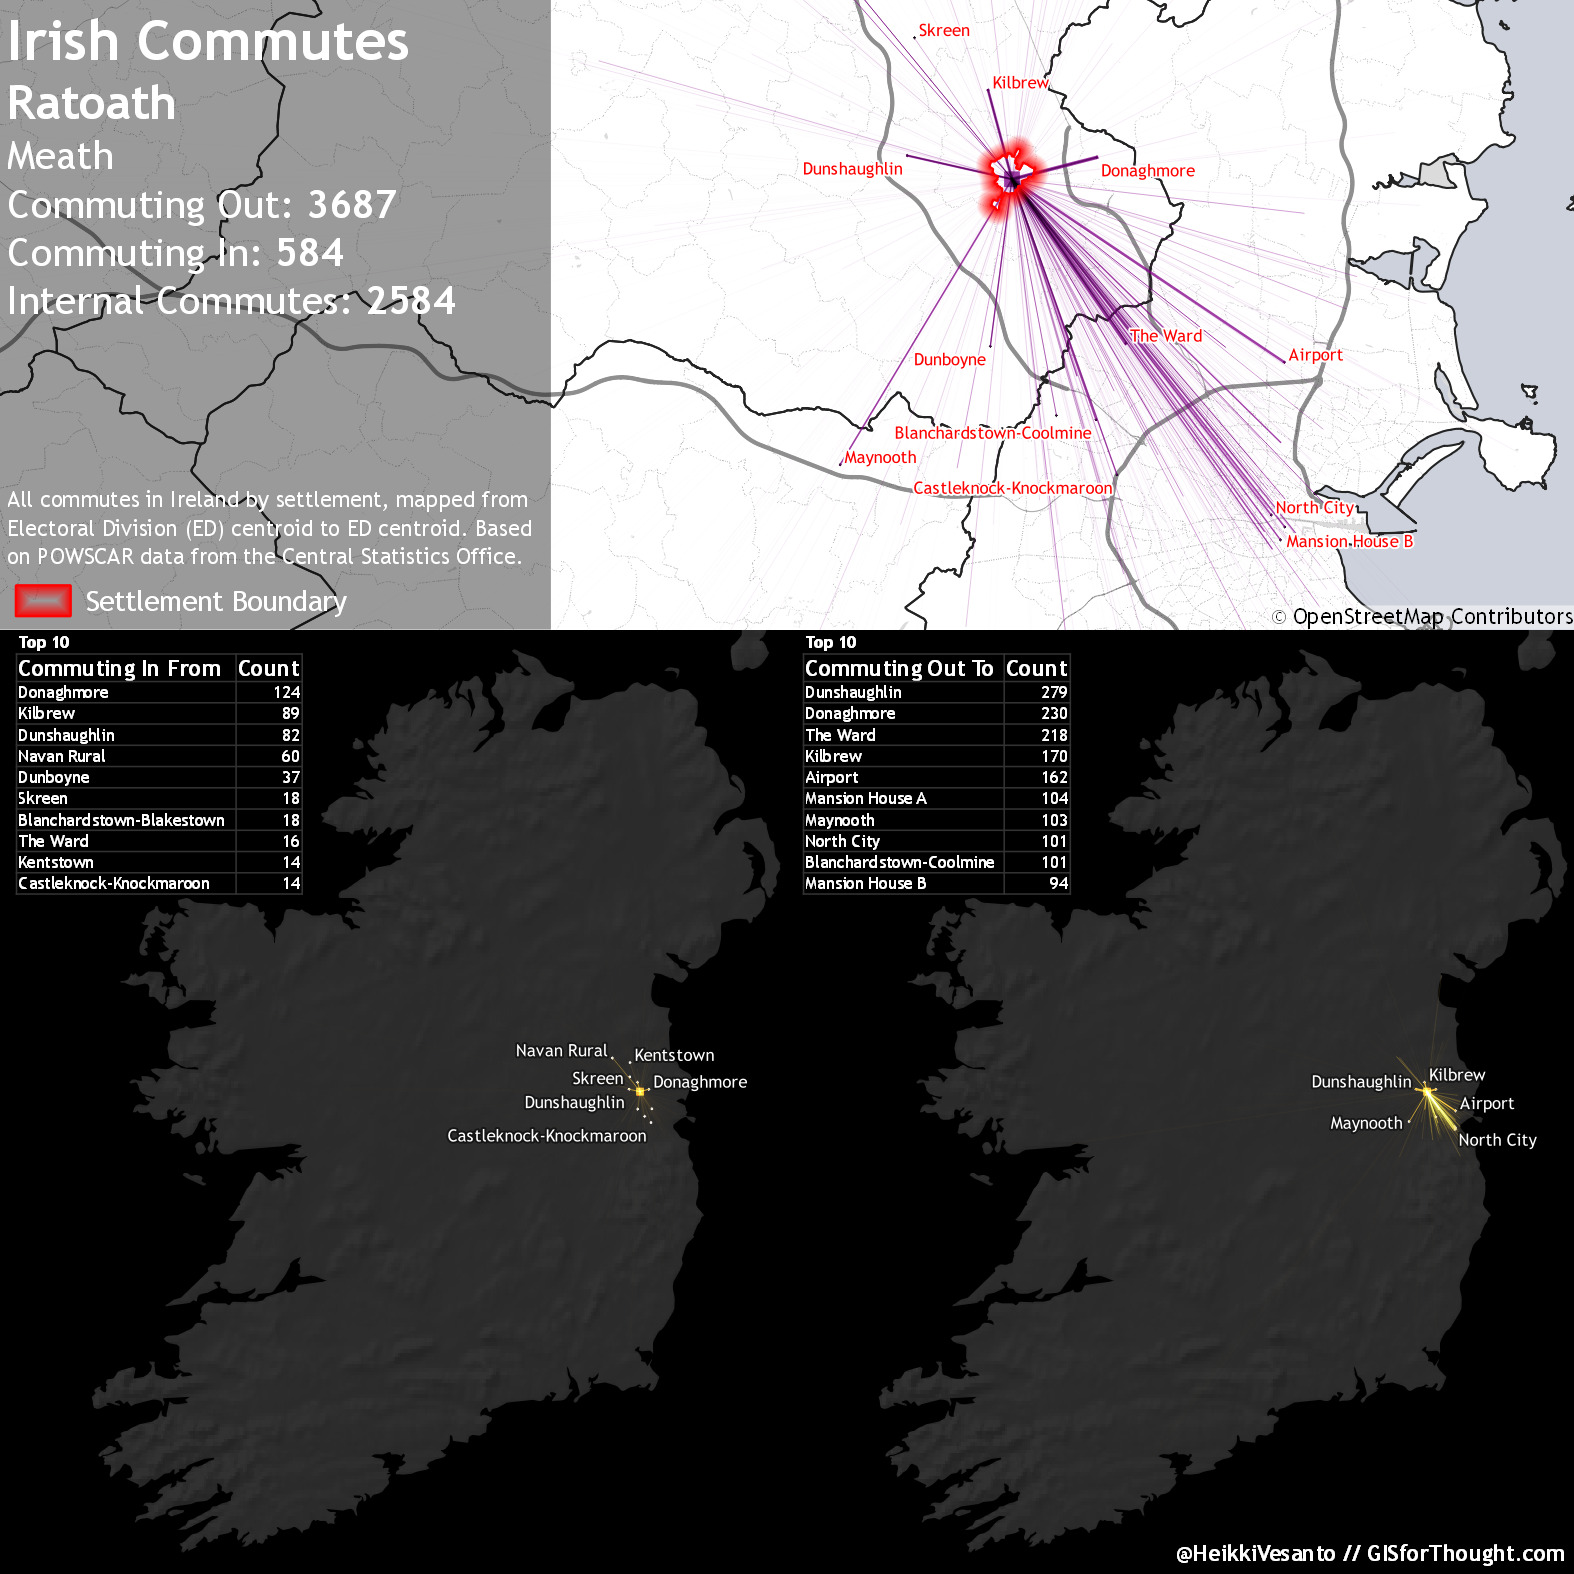 Irish Commutes
Ratoath
Meath
Commuting Out: 3687
Commuting In: 584
Internal Commutes: 2584
All commutes in Ireland by settlement, mapped from
Electoral Division (ED) centroid to ED centroid. Based
on POWSCAR data from the Central Statistics Office.
Settlement Boundary
Skreen
Kilbrew
Dunshaughlin
Donaghmore
The Ward
Airport
Dunboyne
Blanchardstown-Coolmine
Maynooth
Castleknock-Knockmaroon
North City
Mansion House B
© OpenStreetMap Contributors
Top 10
Commuting In From Count
Donaghmore 124
Kilbrew 89
Dunshaughlin 82
Navan Rural 60
Dunboyne 37
Skreen 18
Blanchardstown-Blakestown 18
The Ward 16
Kentstown 14
Castleknock-Knockmaroon 14
Top 10
Commuting Out To Count
Dunshaughlin 279
Donaghmore 230
The Ward 218
Kilbrew 170
Airport 162
Mansion House A 104
Maynooth 103
North City 101
Blanchardstown-Coolmine 101
Mansion House B 94
Navan Rural
Kentstown
Skreen
Donaghmore
Dunshaughlin
Castleknock-Knockmaroon
Kilbrew
Dunshaughlin
Airport
Maynooth
North City
@HeikkiVesanto // GISforThought.com